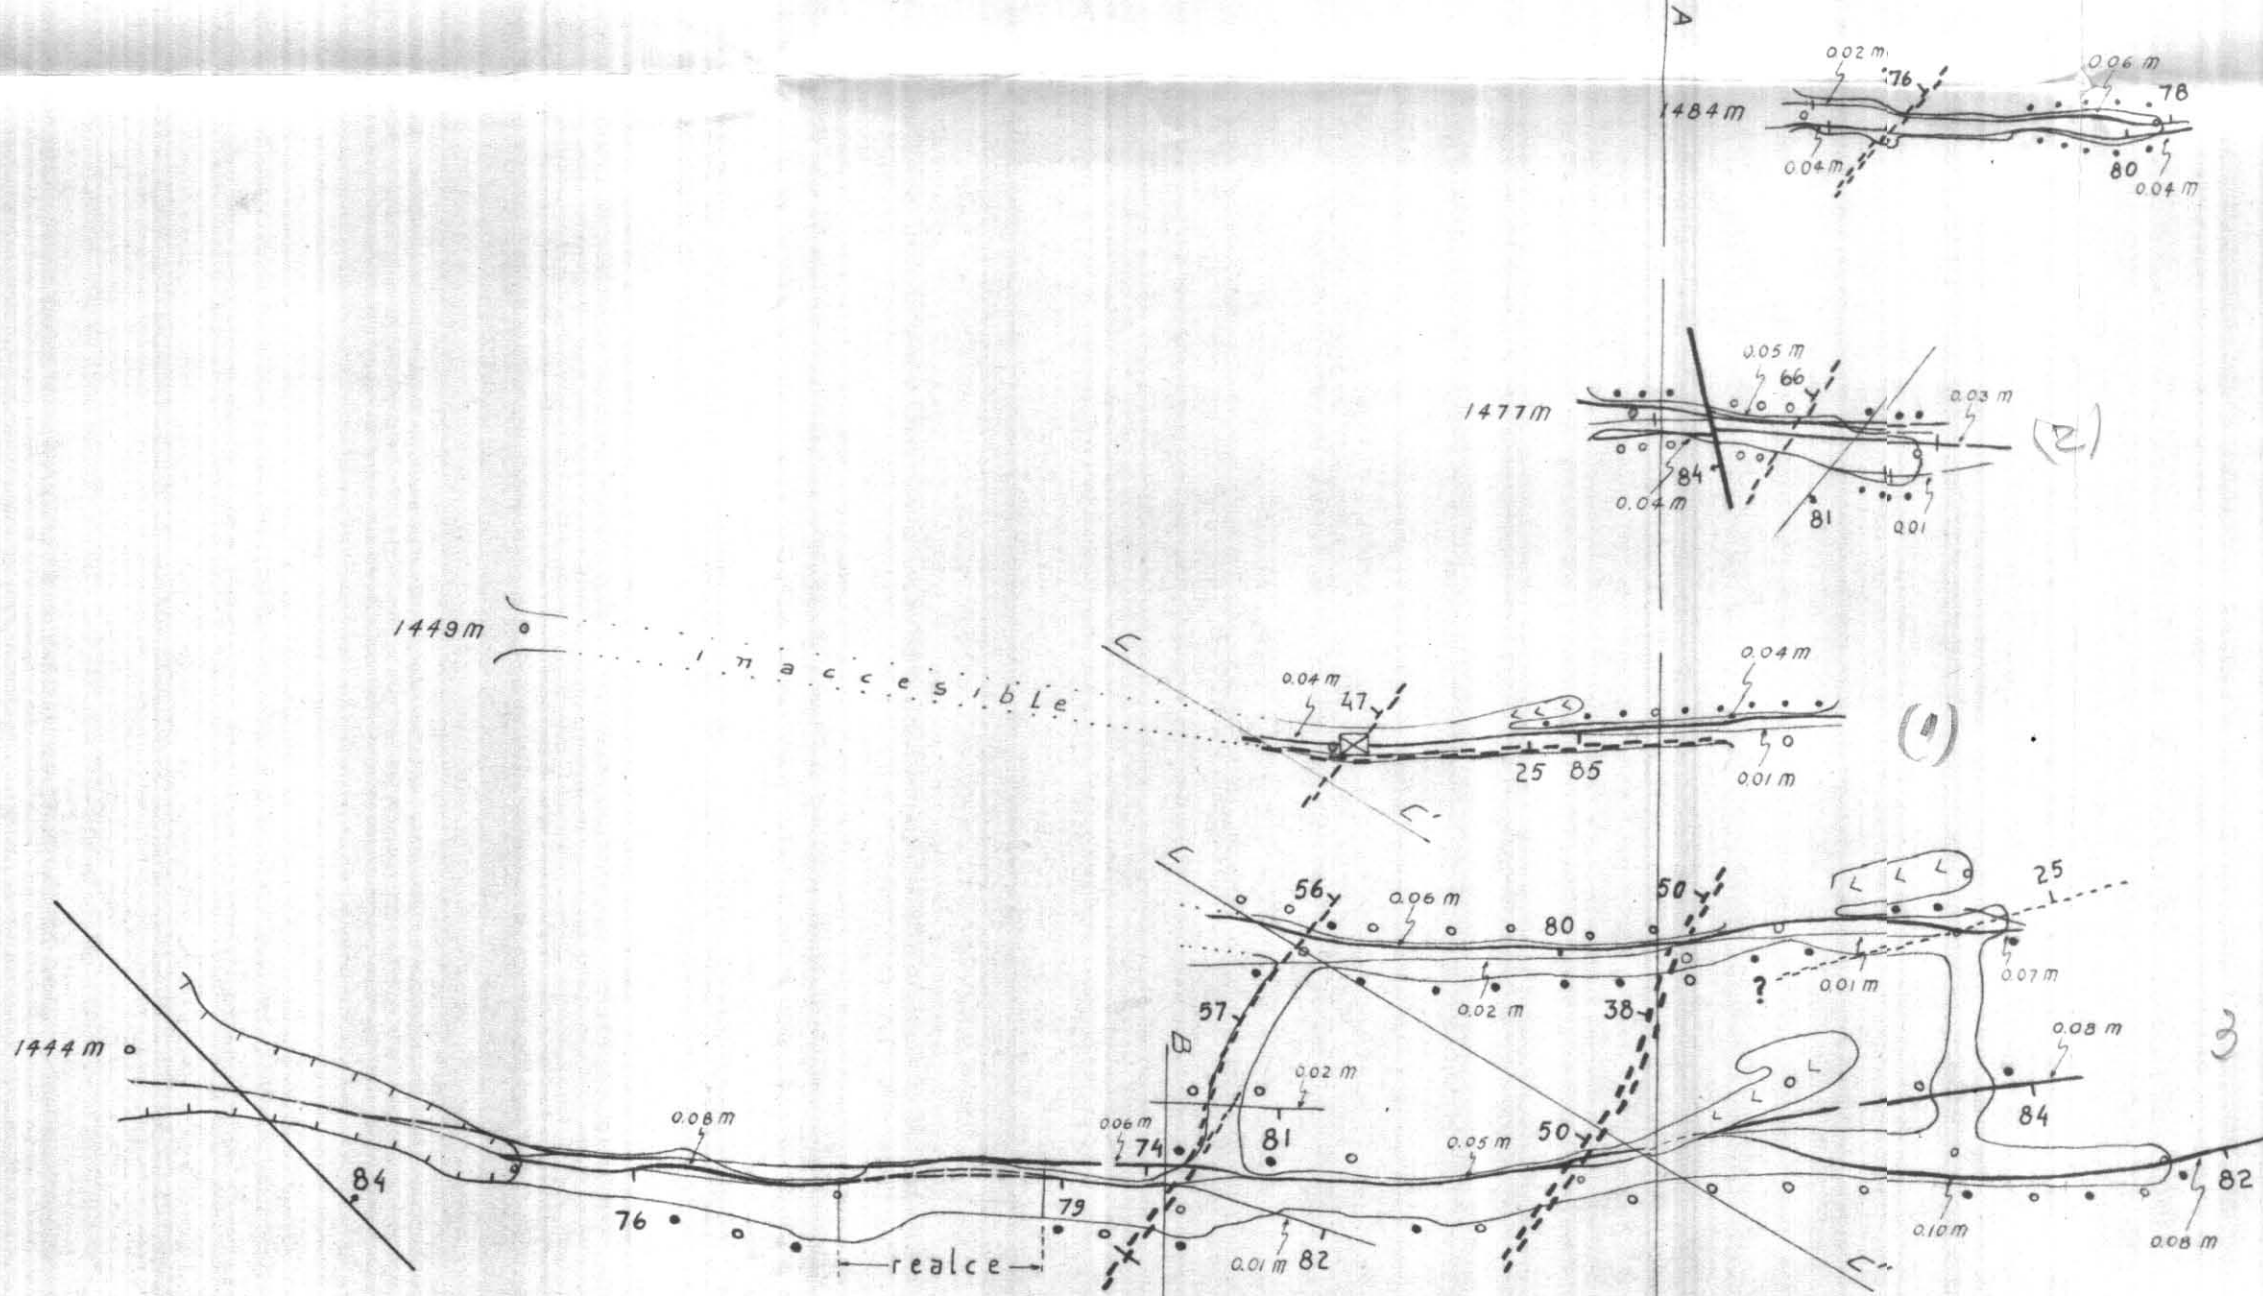 A
0.02 m
76
0.06 m
78
1484m
0.04 m
80
0.04 m
0.05 m
66
0.03 m
1477m
(2)
84
0.04 m
81
0.01
1449m
inaccesible
C
0.04 m
47
0.04 m
(1)
25 85
0.01 m
C'
C
56
0.06 m
80
50
25
57
0.02 m
38
?
0.01 m
0.07 m
1444m
B
0.02 m
0.08 m
3
84
0.08 m
0.06 m
74
81
0.05 m
50
84
76
79
82
realce
0.01 m 82
0.10 m
0.08 m
C'